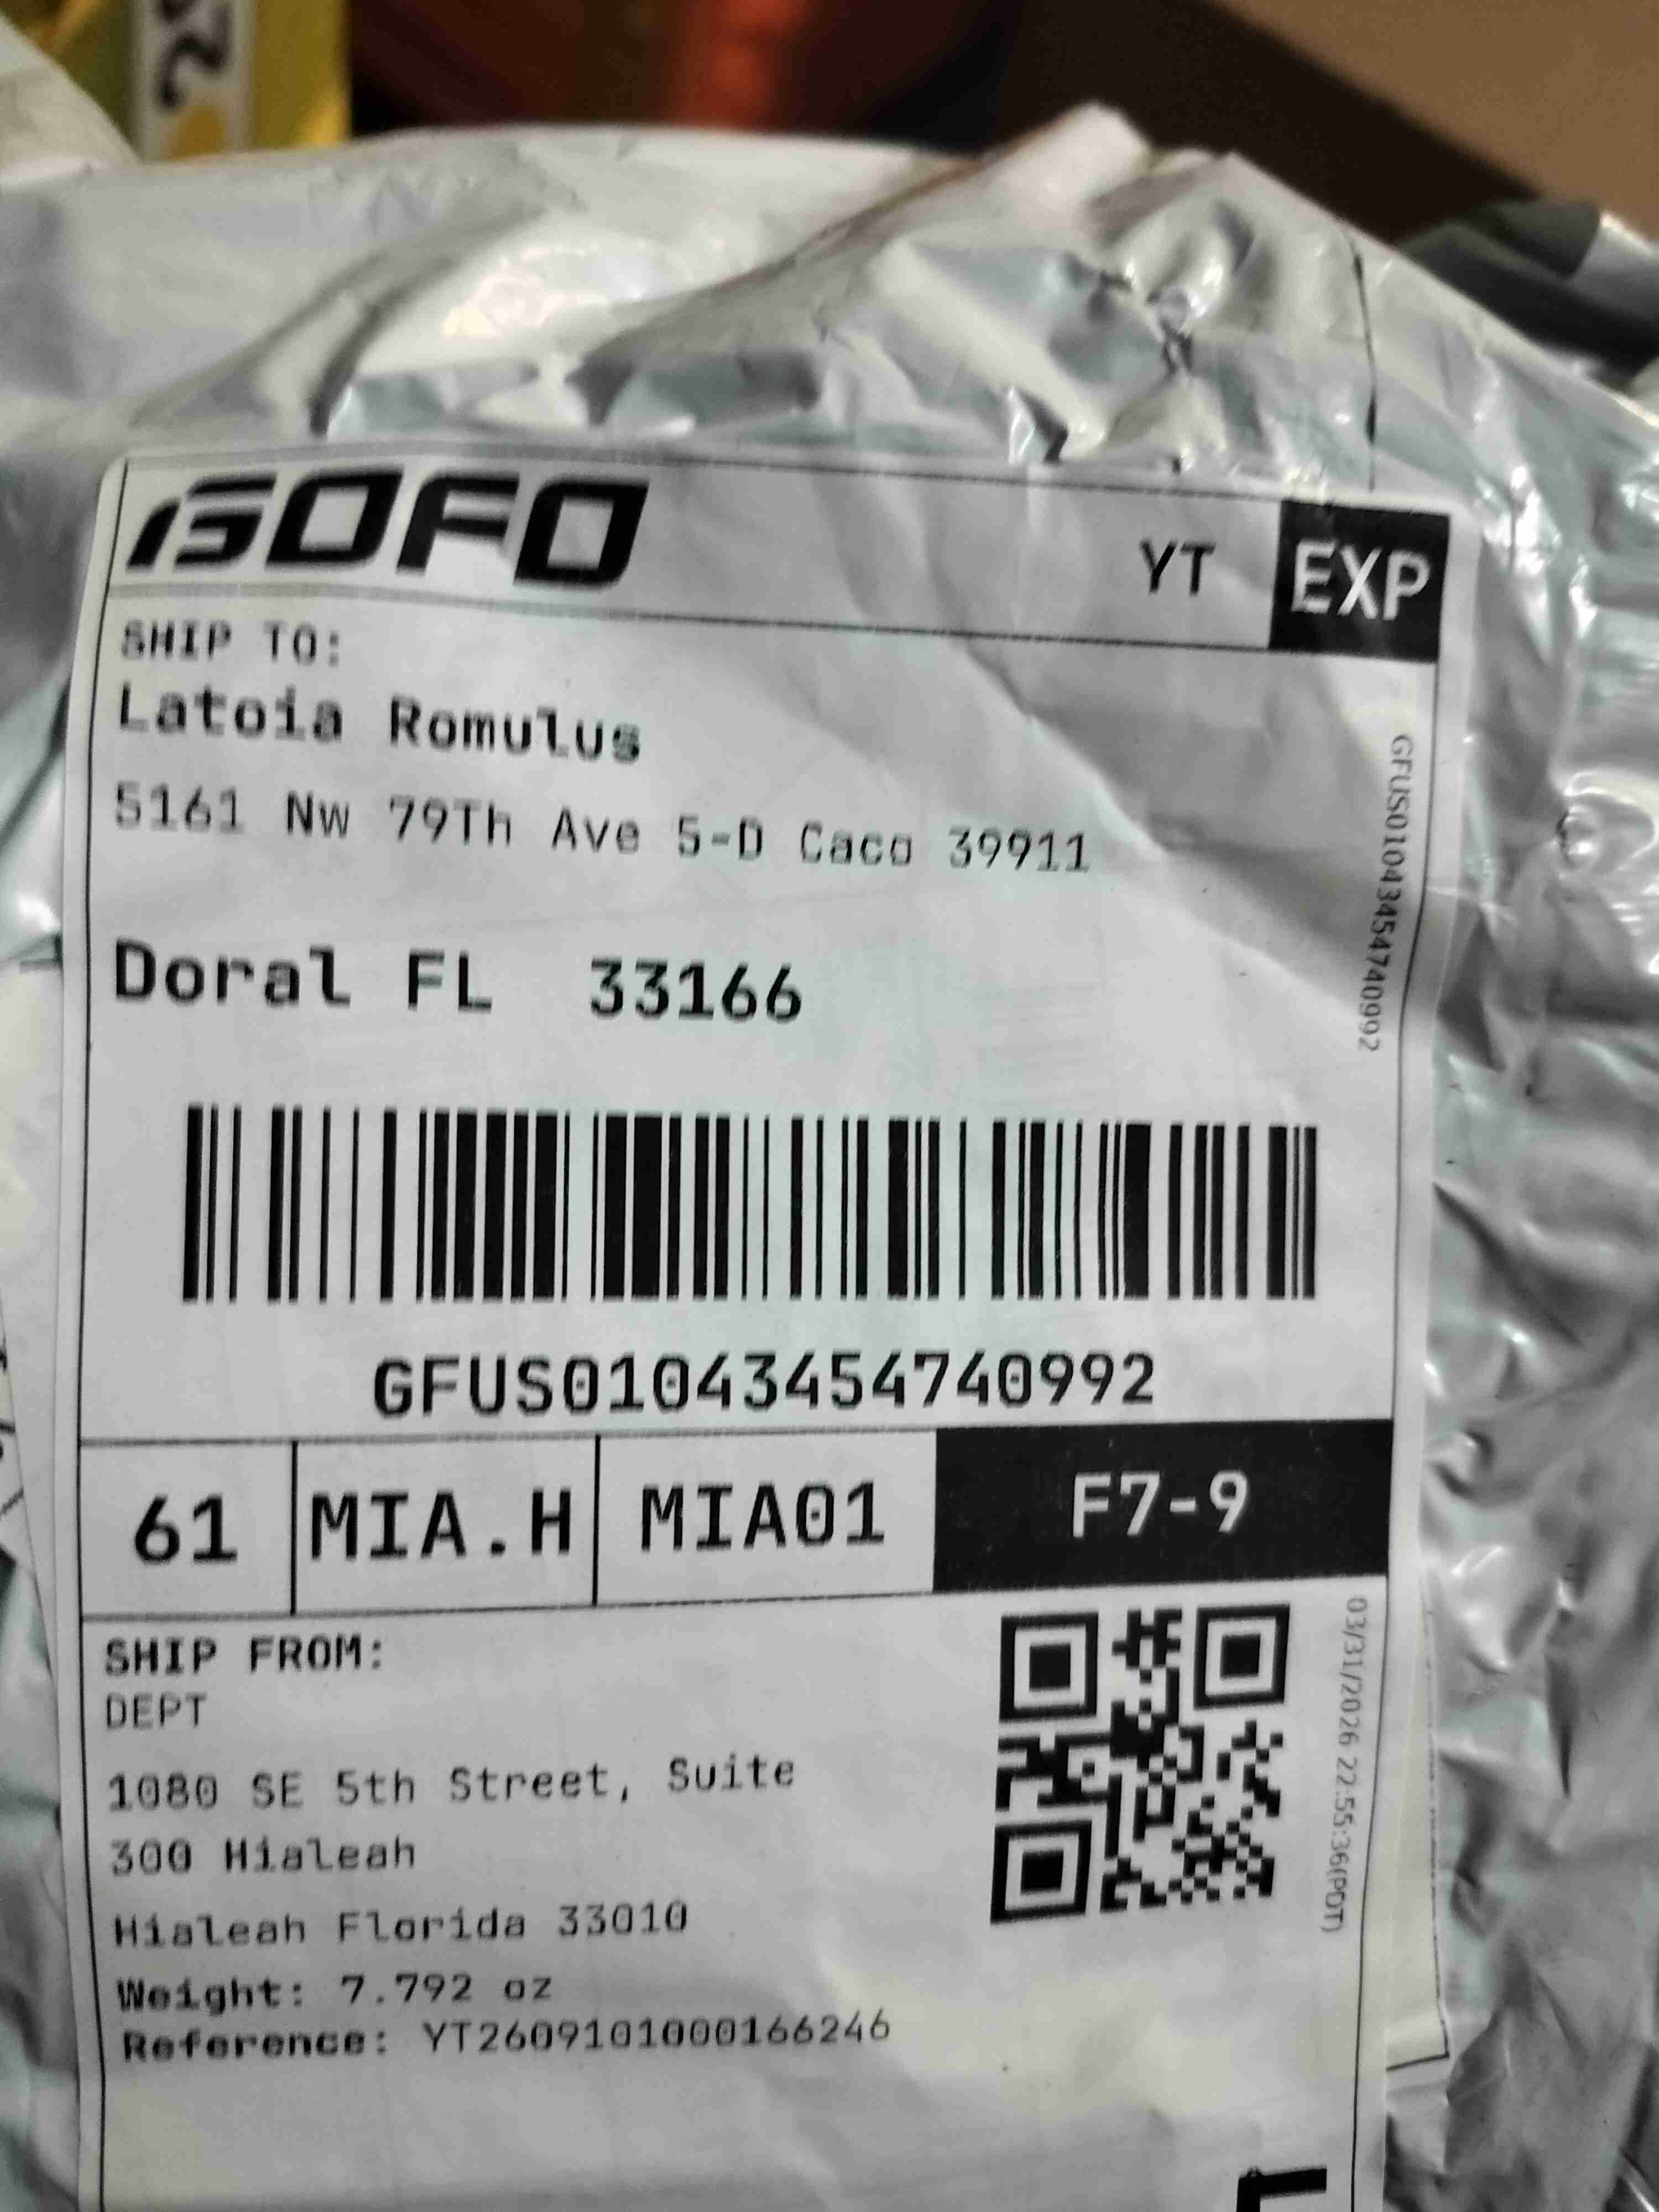 GOFO
YT
EXP
SHIP TO:
Latoia Romulus
5161 Nw 79Th Ave 5-D Caco 39911
Doral FL 33166
GFUS01043454740992
GFUS01043454740992
61
MIA.H
MIA01
F7-9
SHIP FROM:
DEPT
1080 SE 5th Street, Suite
300 Hialeah
Hialeah Florida 33010
Weight: 7.792 oz
Reference: YT2609101000166246
03/31/2026 22:55:36(PDT)